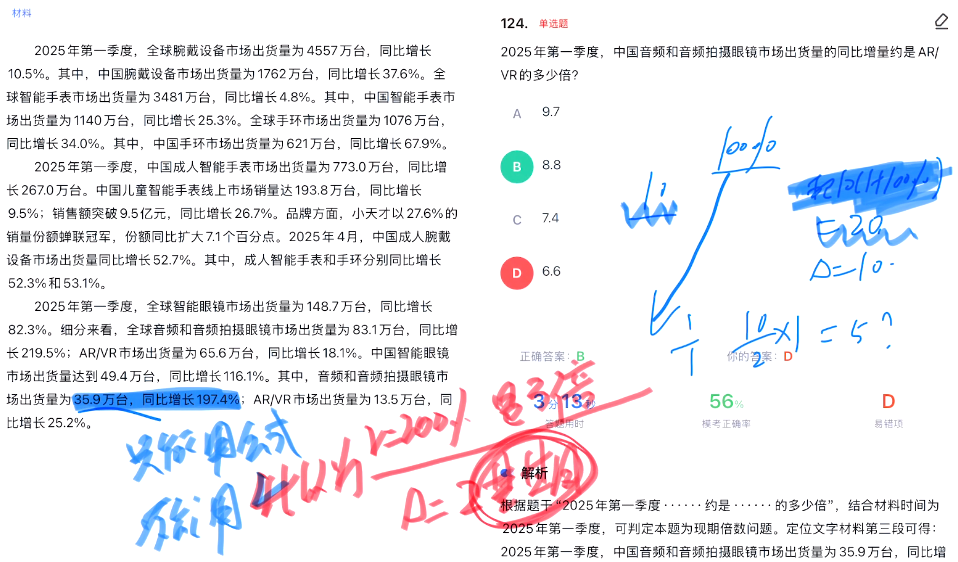 材料
2025年第一季度，全球腕戴设备市场出货量为4557万台，同比增长
10.5%。其中，中国腕戴设备市场出货量为1762万台，同比增长37.6%。全
球智能手表市场出货量为3481万台，同比增长4.8%。其中，中国智能手表市
场出货量为1140万台，同比增长25.3%。全球手环市场出货量为1076万台，
同比增长34.0%。其中，中国手环市场出货量为621万台，同比增长67.9%。
2025年第一季度，中国成人智能手表市场出货量为773.0万台，同比增
长267.0万台。中国儿童智能手表线上市场销量达193.8万台，同比增长
9.5%；销售额突破9.5亿元，同比增长26.7%。品牌方面，小天才以27.6%的
销量份额蝉联冠军，份额同比扩大7.1个百分点。2025年4月，中国成人腕戴
设备市场出货量同比增长52.7%。其中，成人智能手表和手环分别同比增长
52.3%和53.1%。
2025年第一季度，全球智能眼镜市场出货量为148.7万台，同比增长
82.3%。细分来看，全球音频和音频拍摄眼镜市场出货量为83.1万台，同比增
长219.5%；AR/VR市场出货量为65.6万台，同比增长18.1%。中国智能眼镜
市场出货量达到49.4万台，同比增长116.1%。其中，音频和音频拍摄眼镜市
场出货量为35.9万台，同比增长197.4%；AR/VR市场出货量为13.5万台，同
比增长25.2%。
只能用公式
不能用
比以为
r=200%
是3倍
A=
124.
单选题
2025年第一季度，中国音频和音频拍摄眼镜市场出货量的同比增量约是AR/
VR的多少倍？
A 9.7
B 8.8
C 7.4
D 6.6
100%
1/1
现10(1+100%)
E20
A=10
10/2 ×1 = 5？
正确答案：B
你的答案：D
3分13秒
答题用时
56%
模考正确率
D
易错项
解析
根据题干“2025年第一季度······约是······的多少倍”，结合材料时间为
2025年第一季度，可判定本题为现期倍数问题。定位文字材料第三段可得：
2025年第一季度，中国音频和音频拍摄眼镜市场出货量为35.9万台，同比增